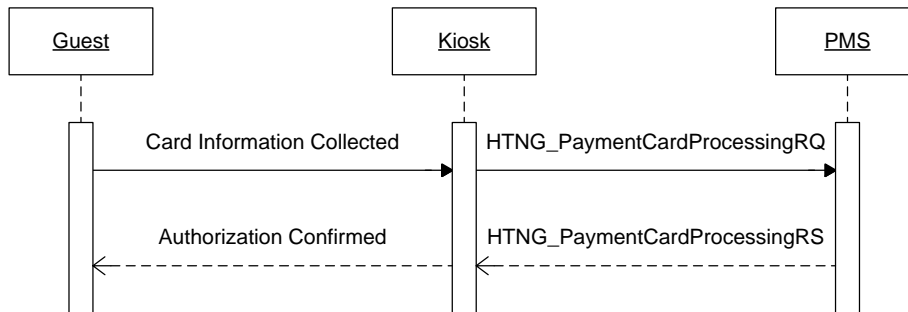 Guest
Kiosk
PMS
Card Information Collected
HTNG_PaymentCardProcessingRQ
Authorization Confirmed
HTNG_PaymentCardProcessingRS